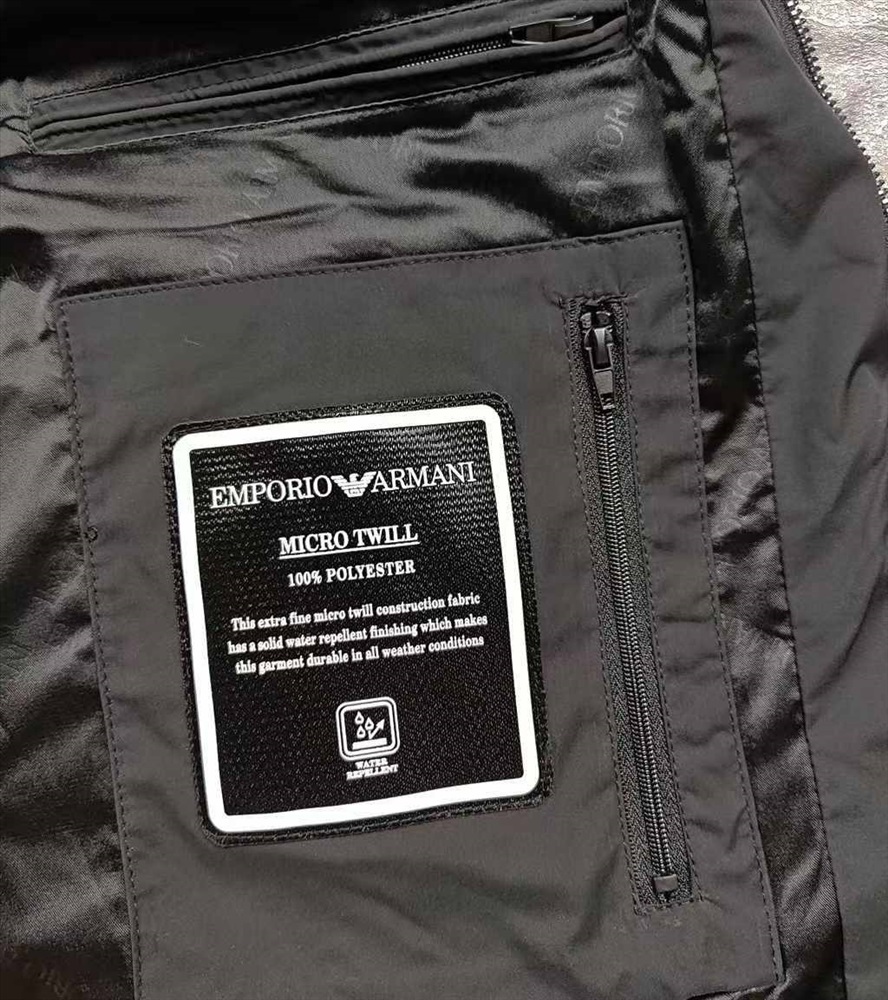 EMPORIO ARMANI
MICRO TWILL
100% POLYESTER
This extra fine micro twill construction fabric
has a solid water repellent finishing which makes
this garment durable in all weather conditions
WATER
REPELLENT